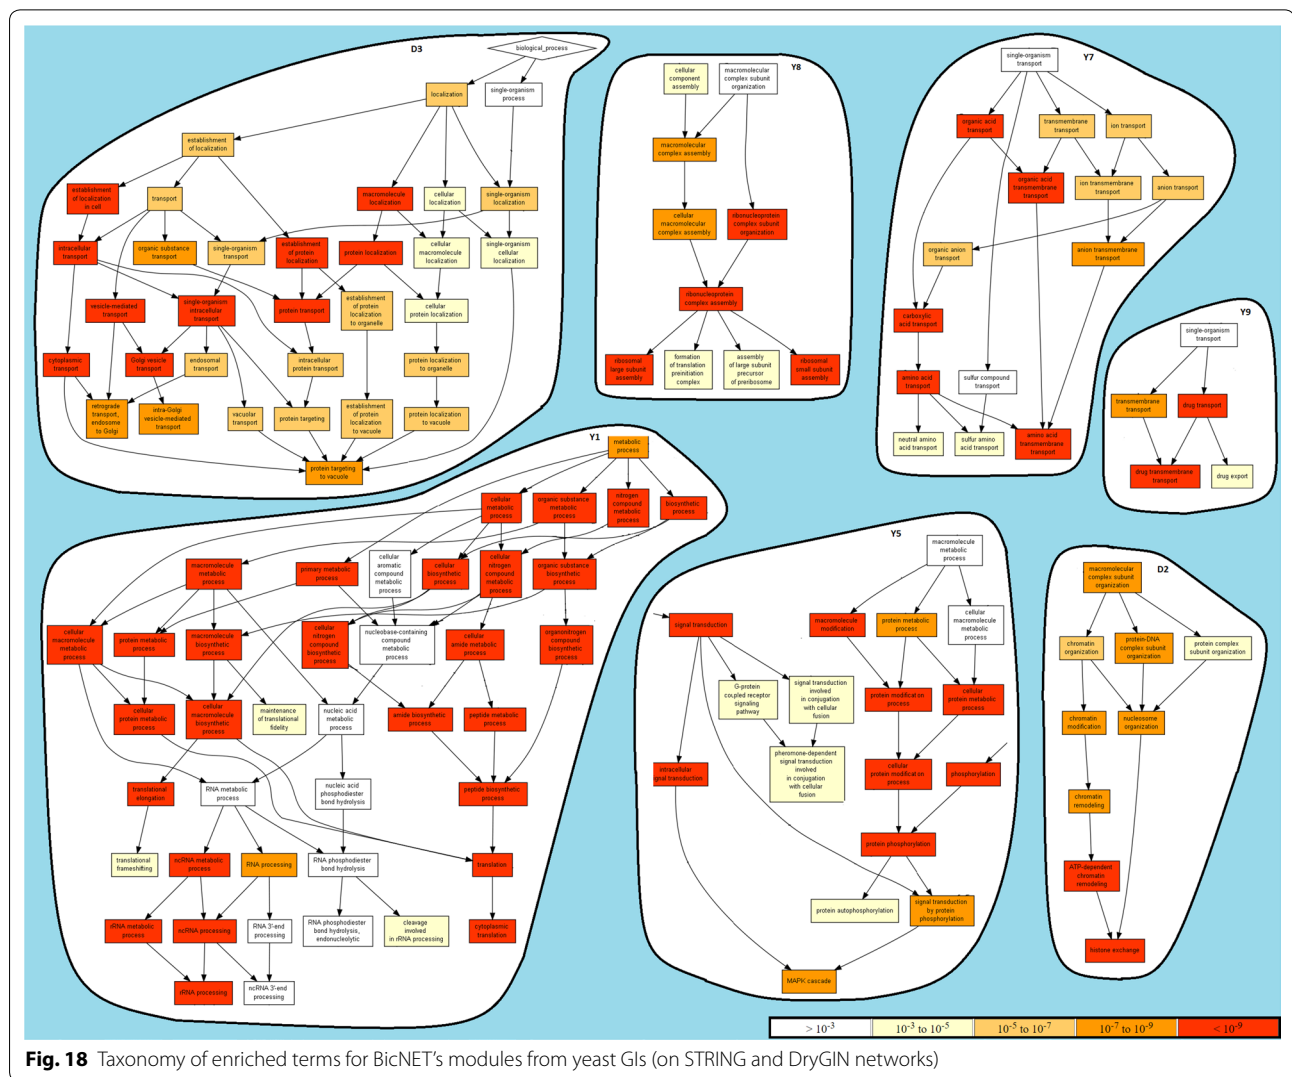 D3
biological_process
localization
single-organism
process
establishment
of localization
establishment
of localization
in cell
transport
macromolecule
localization
cellular
localization
single-organism
localization
intracellular
transport
organic substance
transport
single-organism
transport
establishment
of protein
localization
protein localization
cellular
macromolecule
localization
single-organism
cellular
localization
vesicle-mediated
transport
single-organism
intracellular
transport
protein transport
establishment
of protein
localization
to organelle
cellular
protein localization
cytoplasmic
transport
Golgi vesicle
transport
endosomal
transport
intracellular
protein transport
protein localization
to organelle
retrograde
transport,
endosome
to Golgi
intra-Golgi
vesicle-mediated
transport
vacuolar
transport
protein targeting
establishment
of protein
localization
to vacuole
protein localization
to vacuole
protein targeting
to vacuole
Y8
cellular
component
assembly
macromolecular
complex subunit
organization
macromolecular
complex assembly
cellular
macromolecular
complex assembly
ribonucleoprotein
complex subunit
organization
ribonucleoprotein
complex assembly
ribosomal
large subunit
assembly
formation
of translation
preinitiation
complex
assembly
of large subunit
precursor
of preribosome
ribosomal
small subunit
assembly
Y7
single-organism
transport
organic acid
transport
transmembrane
transport
ion transport
organic acid
transmembrane
transport
ion transmembrane
transport
anion transport
organic anion
transport
anion transmembrane
transport
carboxylic
acid transport
amino acid
transport
sulfur compound
transport
neutral amino
acid transport
sulfur amino
acid transport
amino acid
transmembrane
transport
Y9
single-organism
transport
transmembrane
transport
drug transport
drug transmembrane
transport
drug export
Y1
metabolic
process
cellular
metabolic
process
organic substance
metabolic
process
nitrogen
compound
metabolic
process
biosynthetic
process
macromolecule
metabolic
process
primary metabolic
process
cellular
aromatic
compound
metabolic
process
cellular
biosynthetic
process
cellular
nitrogen
compound
metabolic
process
organic substance
biosynthetic
process
cellular
macromolecule
metabolic
process
protein metabolic
process
macromolecule
biosynthetic
process
cellular
nitrogen
compound
biosynthetic
process
nucleobase-containing
compound
metabolic
process
cellular
amide metabolic
process
organonitrogen
compound
biosynthetic
process
cellular
protein metabolic
process
cellular
macromolecule
biosynthetic
process
maintenance
of translational
fidelity
nucleic acid
metabolic
process
amide biosynthetic
process
peptide metabolic
process
translational
elongation
RNA metabolic
process
nucleic acid
phosphodiester
bond hydrolysis
peptide biosynthetic
process
translational
frameshifting
ncRNA metabolic
process
RNA processing
RNA phosphodiester
bond hydrolysis
translation
rRNA metabolic
process
ncRNA processing
RNA 3'-end
processing
RNA phosphodiester
bond hydrolysis,
endonucleolytic
cleavage
involved
in rRNA processing
cytoplasmic
translation
rRNA processing
ncRNA 3'-end
processing
Y5
macromolecule
metabolic
process
signal transduction
macromolecule
modification
protein metabolic
process
cellular
macromolecule
metabolic
process
G-protein
coupled receptor
signaling
pathway
signal transduction
involved
in conjugation
with cellular
fusion
protein modification
process
cellular
protein metabolic
process
intracellular
gnal transduction
pheromone-dependent
signal transduction
involved
in conjugation
with cellular
fusion
cellular
protein modification
process
phosphorylation
protein phosphorylation
protein autophosphorylation
signal transduction
by protein
phosphorylation
MAPK cascade
D2
macromolecular
complex subunit
organization
chromatin
organization
protein-DNA
complex subunit
organization
protein complex
subunit organization
chromatin
modification
nucleosome
organization
chromatin
remodeling
ATP-dependent
chromatin
remodeling
histone exchange
> 10⁻³ 10⁻³ to 10⁻⁵ 10⁻⁵ to 10⁻⁷ 10⁻⁷ to 10⁻⁹ < 10⁻⁹
Fig. 18 Taxonomy of enriched terms for BicNET's modules from yeast GIs (on STRING and DryGIN networks)